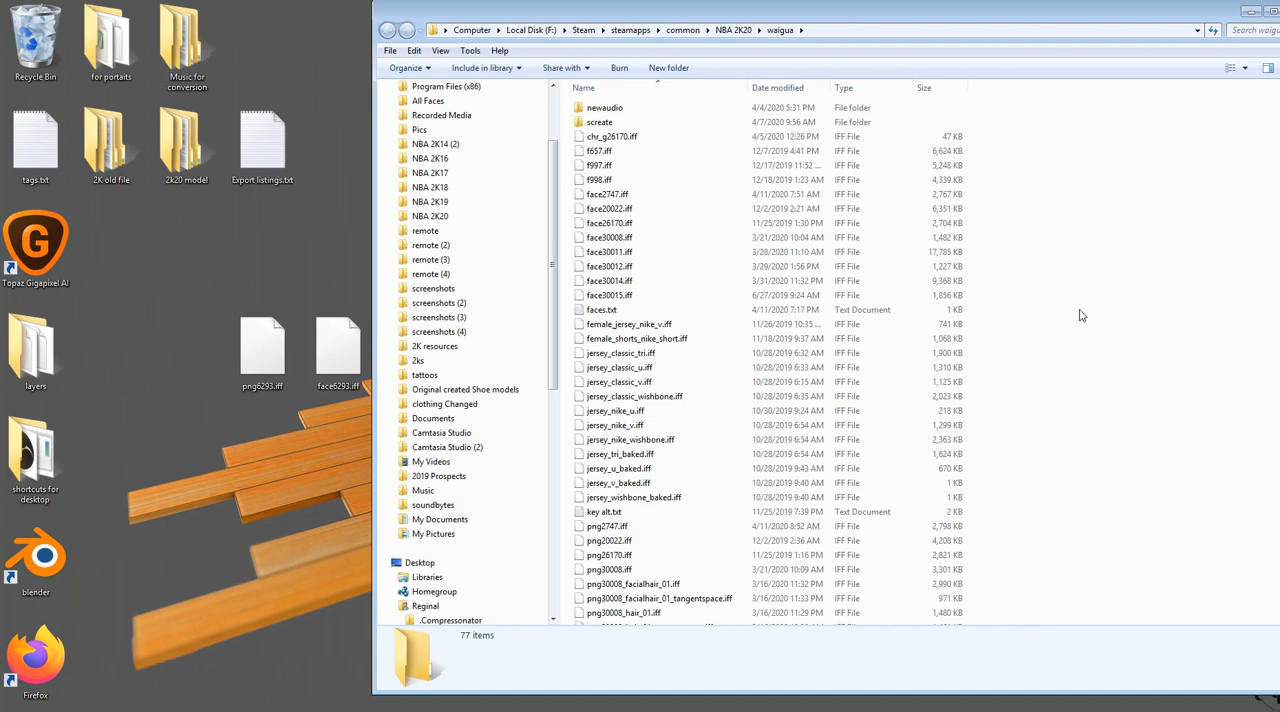 Recycle Bin
for portaits
Music for
conversion
tags.txt
2K old file
2k20 model
Export listings.txt
Topaz Gigapixel AI
layers
png6293.iff
face6293.iff
shortcuts for
desktop
blender
Firefox
Computer Local Disk (F:) Steam steamapps common NBA 2K20 waigua
File Edit View Tools Help
Organize Include in library Share with Burn New folder
Program Files (x86)
All Faces
Recorded Media
Pics
NBA 2K14 (2)
NBA 2K16
NBA 2K17
NBA 2K18
NBA 2K19
NBA 2K20
remote
remote (2)
remote (3)
remote (4)
screenshots
screenshots (2)
screenshots (3)
screenshots (4)
2K resources
2ks
tattoos
Original created Shoe models
clothing Changed
Documents
Camtasia Studio
Camtasia Studio (2)
My Videos
2019 Prospects
Music
soundbytes
My Documents
My Pictures
Desktop
Libraries
Homegroup
Reginal
.Compressonator
Name Date modified Type Size
newaudio 4/4/2020 5:31 PM File folder
screate 4/7/2020 6:30 AM File folder
chr_g26170.iff 4/5/2020 12:26 PM IFF File 47 KB
f657.iff 12/7/2019 4:41 PM IFF File 6,624 KB
f997.iff 12/17/2019 11:52 ... IFF File 5,248 KB
f998.iff 12/18/2019 1:23 AM IFF File 4,339 KB
face2747.iff 4/11/2020 7:51 AM IFF File 2,767 KB
face20022.iff 12/2/2019 2:21 AM IFF File 6,351 KB
face26170.iff 11/25/2019 1:30 PM IFF File 2,704 KB
face30008.iff 3/21/2020 10:04 AM IFF File 1,482 KB
face30011.iff 3/28/2020 11:10 AM IFF File 17,785 KB
face30012.iff 3/29/2020 1:56 PM IFF File 1,227 KB
face30014.iff 3/31/2020 11:32 PM IFF File 9,368 KB
face30015.iff 6/27/2019 9:24 AM IFF File 1,856 KB
faces.txt 4/11/2020 7:17 PM Text Document 1 KB
female_jersey_nike_v.iff 11/26/2019 10:35 ... IFF File 741 KB
female_shorts_nike_short.iff 11/18/2019 9:37 AM IFF File 1,068 KB
jersey_classic_tri.iff 10/28/2019 6:32 AM IFF File 1,900 KB
jersey_classic_u.iff 10/28/2019 6:33 AM IFF File 1,310 KB
jersey_classic_v.iff 10/28/2019 6:15 AM IFF File 1,125 KB
jersey_classic_wishbone.iff 10/28/2019 6:35 AM IFF File 2,023 KB
jersey_nike_u.iff 10/30/2019 9:24 AM IFF File 218 KB
jersey_nike_v.iff 10/28/2019 6:54 AM IFF File 1,299 KB
jersey_nike_wishbone.iff 10/28/2019 6:54 AM IFF File 2,363 KB
jersey_tri_baked.iff 10/28/2019 6:54 AM IFF File 1,624 KB
jersey_u_baked.iff 10/28/2019 9:40 AM IFF File 670 KB
jersey_v_baked.iff 10/28/2019 9:40 AM IFF File 1 KB
jersey_wishbone_baked.iff 10/28/2019 9:40 AM IFF File 1 KB
key alt.txt 11/25/2019 7:39 PM Text Document 2 KB
png2747.iff 4/11/2020 8:52 AM IFF File 2,798 KB
png20022.iff 12/2/2019 2:36 AM IFF File 4,208 KB
png26170.iff 11/25/2019 1:16 PM IFF File 2,821 KB
png30008.iff 3/21/2020 10:09 AM IFF File 3,301 KB
png30008_facialhair_01.iff 3/16/2020 11:32 PM IFF File 2,990 KB
png30008_facialhair_01_tangentspace.iff 3/16/2020 11:33 PM IFF File 971 KB
png30008_hair_01.iff 3/16/2020 11:29 PM IFF File 1,480 KB
77 items